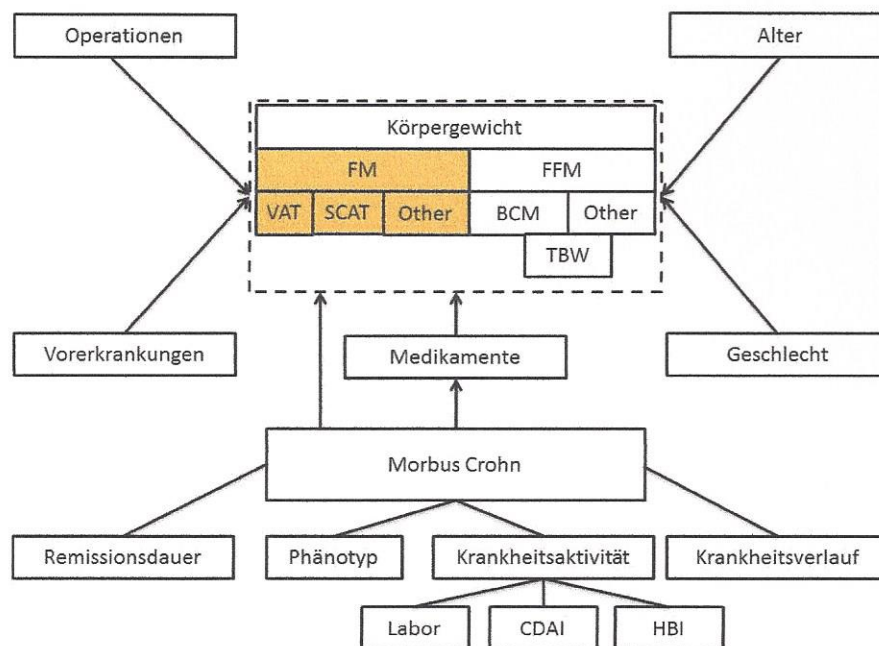 Operationen
Alter
Körpergewicht
FM
FFM
VAT
SCAT
Other
BCM
Other
TBW
Vorerkrankungen
Medikamente
Geschlecht
Morbus Crohn
Remissionsdauer
Phänotyp
Krankheitsaktivität
Krankheitsverlauf
Labor
CDAI
HBI